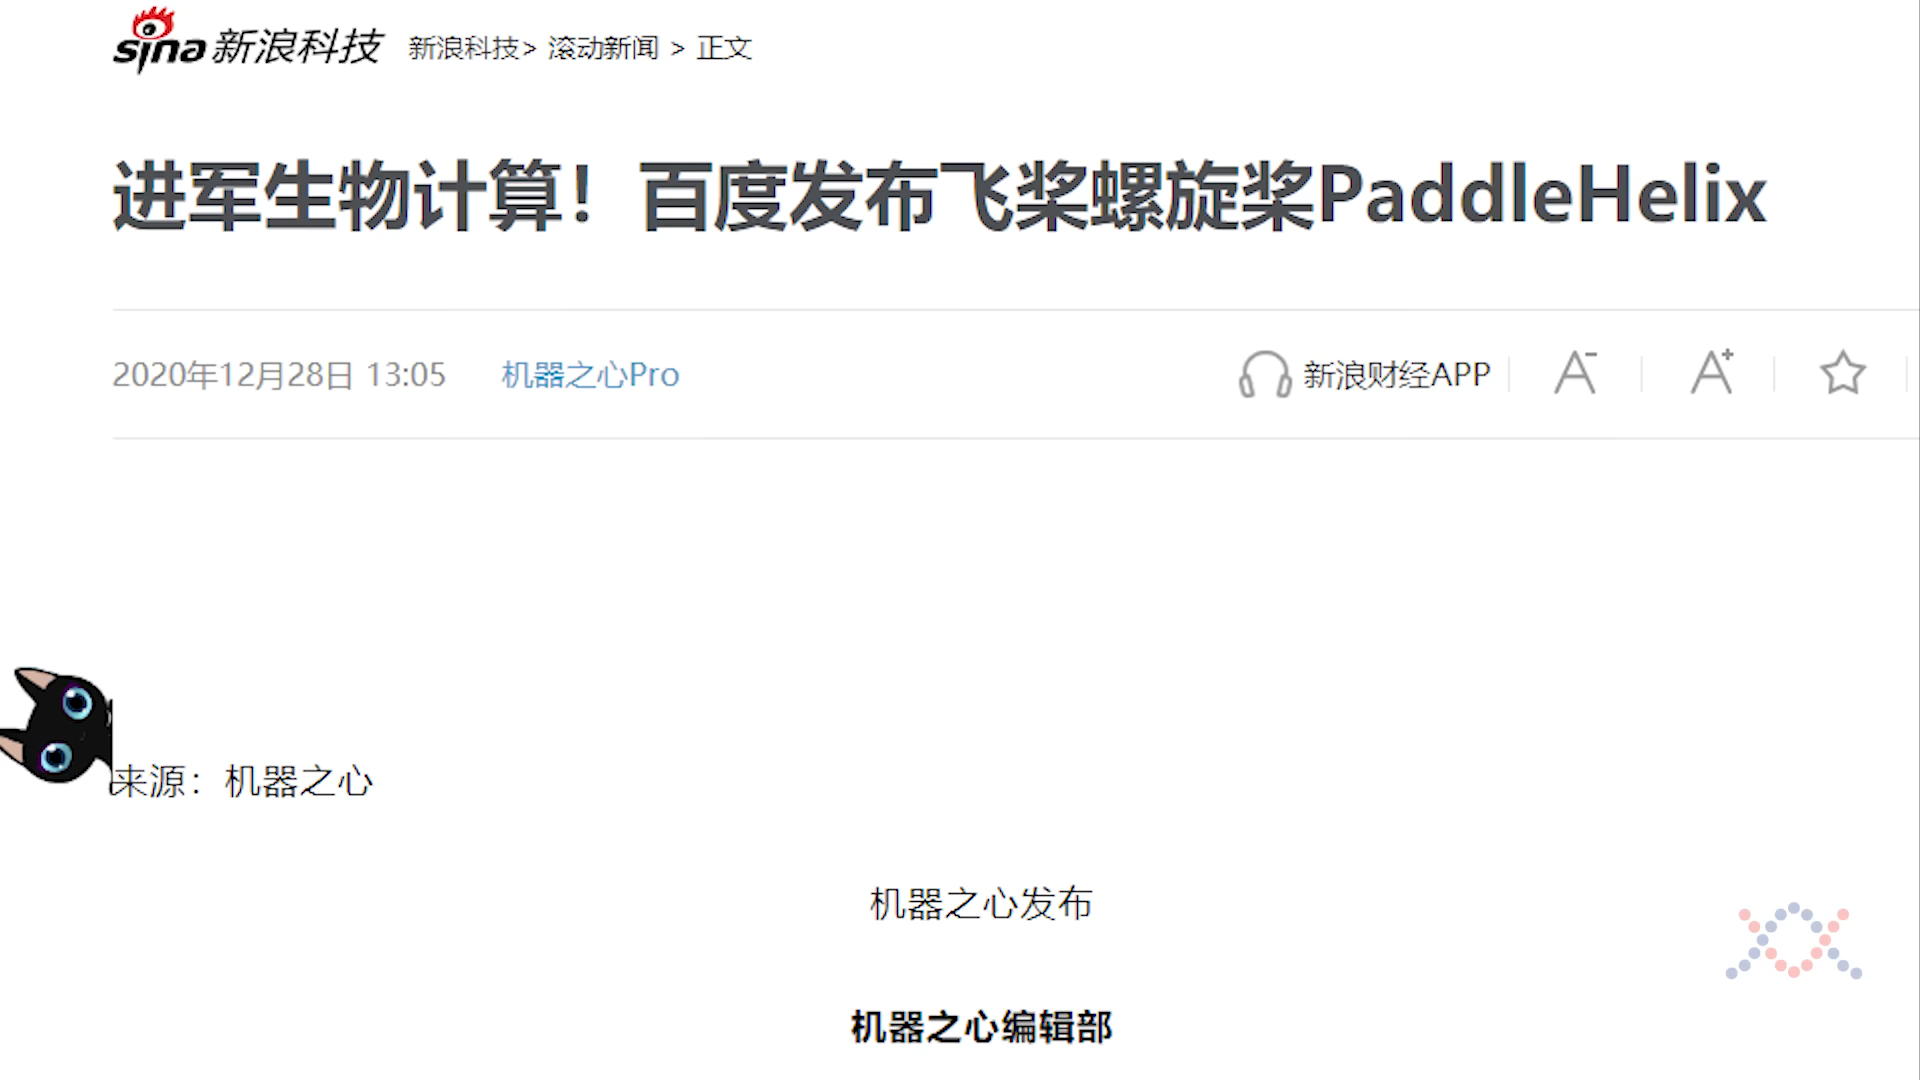 sina 新浪科技 新浪科技> 滚动新闻 > 正文
进军生物计算！百度发布飞桨螺旋桨PaddleHelix
2020年12月28日 13:05 机器之心Pro 新浪财经APP A- A+
来源：机器之心
机器之心发布
机器之心编辑部